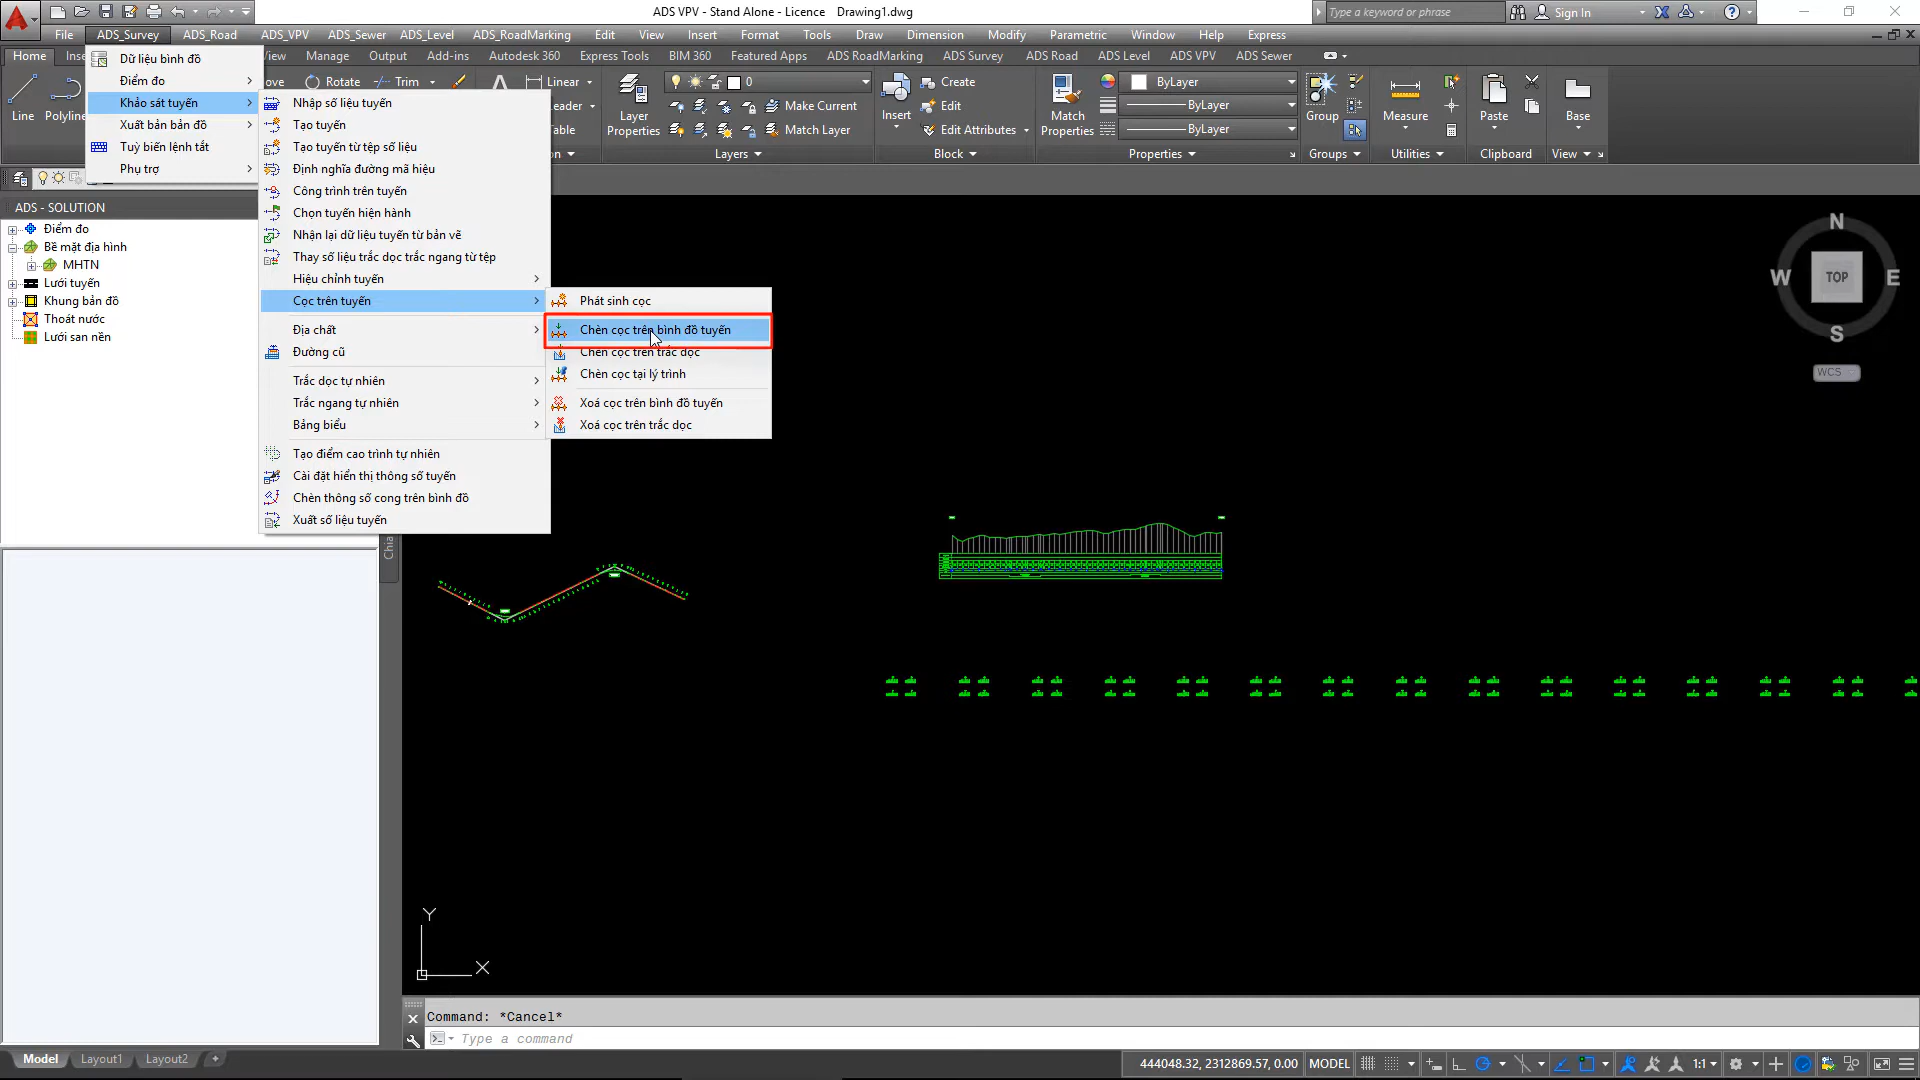 ADS VPV - Stand Alone - Licence Drawing1.dwg
Type a keyword or phrase
Sign In
File ADS_Survey ADS_Road ADS_VPV ADS_Sewer ADS_Level ADS_RoadMarking Edit View Insert Format Tools Draw Dimension Modify Parametric Window Help Express
Home Ins View Manage Output Add-ins Autodesk 360 Express Tools BIM 360 Featured Apps ADS RoadMarking ADS Survey ADS Road ADS Level ADS VPV ADS Sewer
Line Polyline
Dữ liệu bình đồ
Điểm đo
Khảo sát tuyến
Xuất bản bản đồ
Tuỳ biến lệnh tắt
Phụ trợ
ove Rotate Trim
Linear
eader
able
Layer
Properties
0
Make Current
Match Layer
Layers
Insert
Create
Edit
Edit Attributes
Block
Match
Properties
ByLayer
ByLayer
ByLayer
Properties
Group
Groups
Measure
Utilities
Paste
Clipboard
Base
View
Nhập số liệu tuyến
Tạo tuyến
Tạo tuyến từ tệp số liệu
Định nghĩa đường mã hiệu
Công trình trên tuyến
Chọn tuyến hiện hành
Nhận lại dữ liệu tuyến từ bản vẽ
Thay số liệu trắc dọc trắc ngang từ tệp
Hiệu chỉnh tuyến
Cọc trên tuyến
Địa chất
Đường cũ
Trắc dọc tự nhiên
Trắc ngang tự nhiên
Bảng biểu
Tạo điểm cao trình tự nhiên
Cài đặt hiển thị thông số tuyến
Chèn thông số cong trên bình đồ
Xuất số liệu tuyến
Phát sinh cọc
Chèn cọc trên bình đồ tuyến
Chèn cọc trên trắc dọc
Chèn cọc tại lý trình
Xoá cọc trên bình đồ tuyến
Xoá cọc trên trắc dọc
ADS - SOLUTION
Điểm đo
Bề mặt địa hình
MHTN
Lưới tuyến
Khung bản đồ
Thoát nước
Lưới san nền
Chia
N
W TOP E
S
WCS
Y
X
Command: *Cancel*
Type a command
Model Layout1 Layout2 +
444048.32, 2312869.57, 0.00 MODEL 1:1